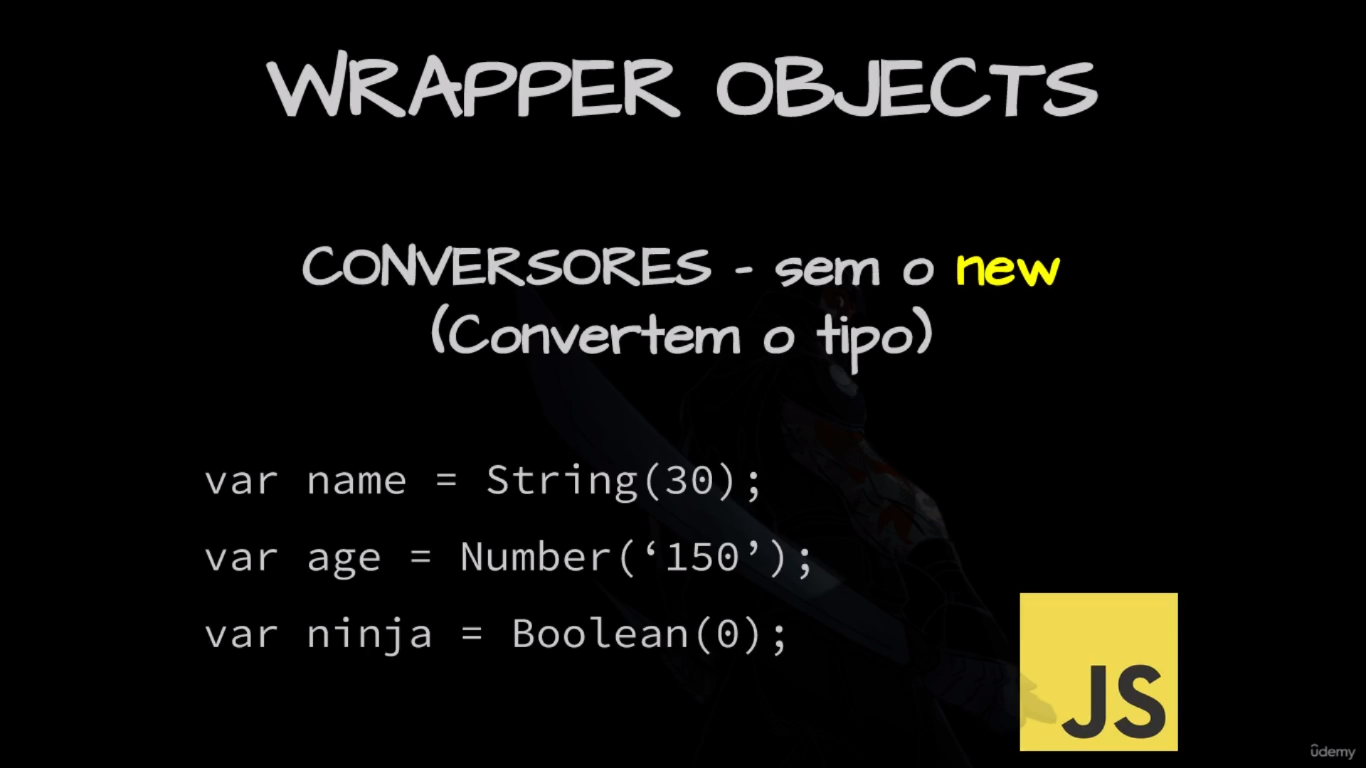 WRAPPER OBJECTS
CONVERSORES - sem o new
(Convertem o tipo)
var name = String(30);
var age = Number(‘150’);
var ninja = Boolean(0);
JS
ûdemy